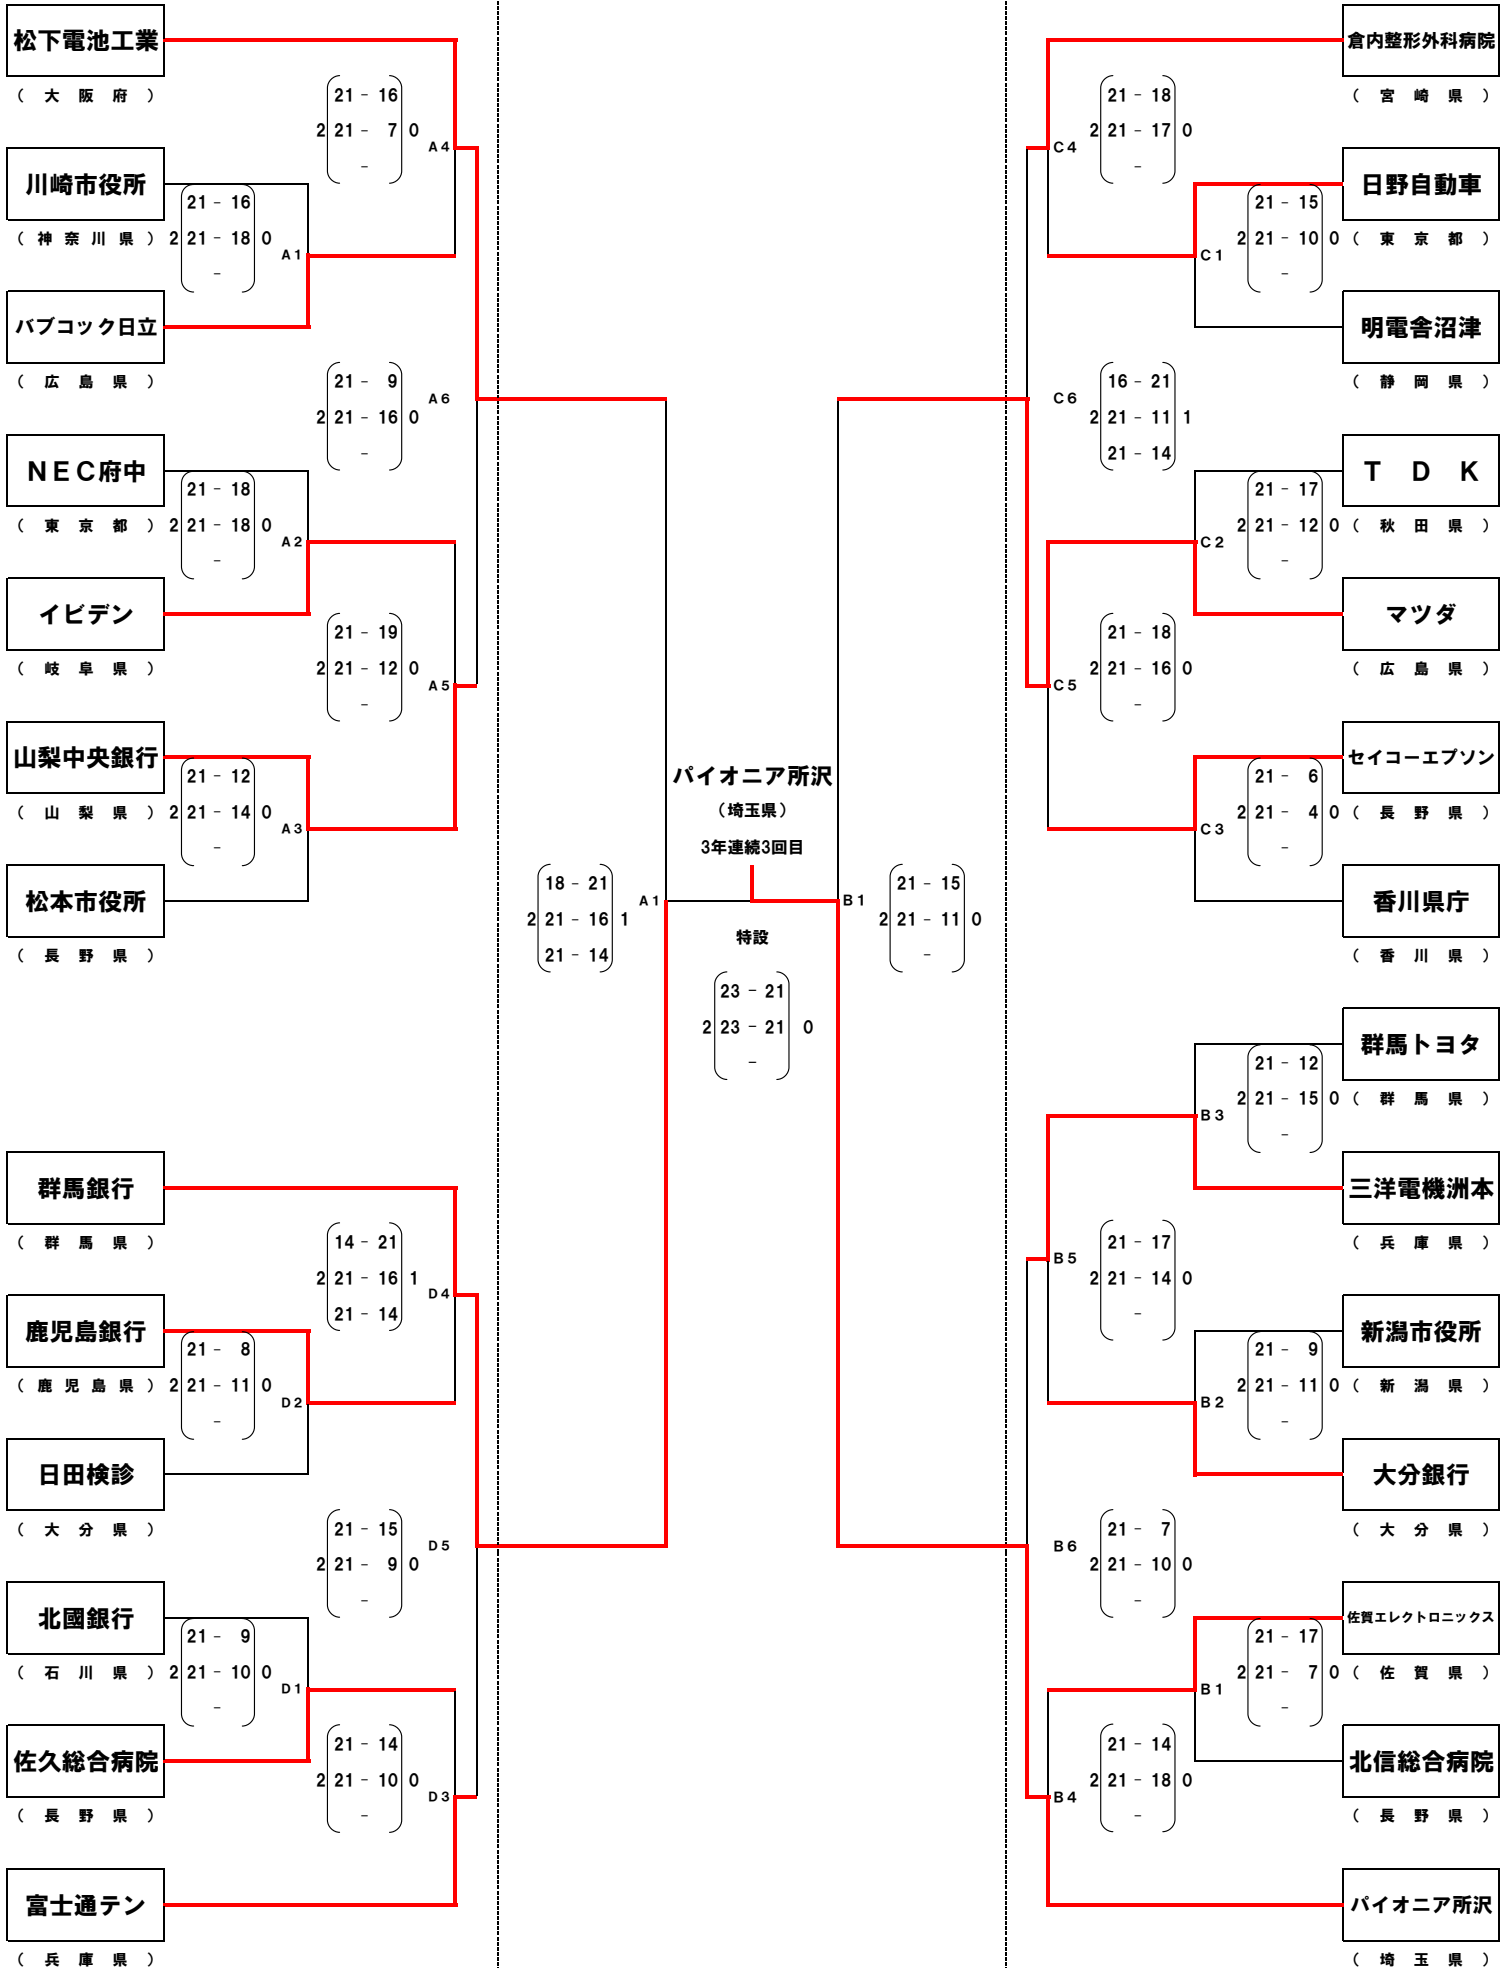 松下電池工業
（ 大 阪 府 ）
21 - 16
2 21 - 7 0
-
A4
川崎市役所
（ 神 奈 川 県 ）
21 - 16
2 21 - 18 0
-
A1
バブコック日立
（ 広 島 県 ）
21 - 9
2 21 - 16 0
-
A6
ＮＥＣ府中
（ 東 京 都 ）
21 - 18
2 21 - 18 0
-
A2
イビデン
（ 岐 阜 県 ）
21 - 19
2 21 - 12 0
-
A5
山梨中央銀行
（ 山 梨 県 ）
21 - 12
2 21 - 14 0
-
A3
松本市役所
（ 長 野 県 ）
18 - 21
2 21 - 16 1
21 - 14
A1
群馬銀行
（ 群 馬 県 ）
14 - 21
2 21 - 16 1
21 - 14
D4
鹿児島銀行
（ 鹿 児 島 県 ）
21 - 8
2 21 - 11 0
-
D2
日田検診
（ 大 分 県 ）
21 - 15
2 21 - 9 0
-
D5
北國銀行
（ 石 川 県 ）
21 - 9
2 21 - 10 0
-
D1
佐久総合病院
（ 長 野 県 ）
21 - 14
2 21 - 10 0
-
D3
富士通テン
（ 兵 庫 県 ）
パイオニア所沢
（埼玉県）
3年連続3回目
特設
23 - 21
2 23 - 21 0
-
B1
21 - 15
2 21 - 11 0
-
倉内整形外科病院
（ 宮 崎 県 ）
C4
21 - 18
2 21 - 17 0
-
日野自動車
（ 東 京 都 ）
C1
21 - 15
2 21 - 10 0
-
明電舎沼津
（ 静 岡 県 ）
C6
16 - 21
2 21 - 11 1
21 - 14
Ｔ Ｄ Ｋ
（ 秋 田 県 ）
C2
21 - 17
2 21 - 12 0
-
マツダ
（ 広 島 県 ）
C5
21 - 18
2 21 - 16 0
-
セイコーエプソン
（ 長 野 県 ）
C3
21 - 6
2 21 - 4 0
-
香川県庁
（ 香 川 県 ）
群馬トヨタ
（ 群 馬 県 ）
B3
21 - 12
2 21 - 15 0
-
三洋電機洲本
（ 兵 庫 県 ）
B5
21 - 17
2 21 - 14 0
-
新潟市役所
（ 新 潟 県 ）
B2
21 - 9
2 21 - 11 0
-
大分銀行
（ 大 分 県 ）
B6
21 - 7
2 21 - 10 0
-
佐賀エレクトロニックス
（ 佐 賀 県 ）
B1
21 - 17
2 21 - 7 0
-
北信総合病院
（ 長 野 県 ）
B4
21 - 14
2 21 - 18 0
-
パイオニア所沢
（ 埼 玉 県 ）